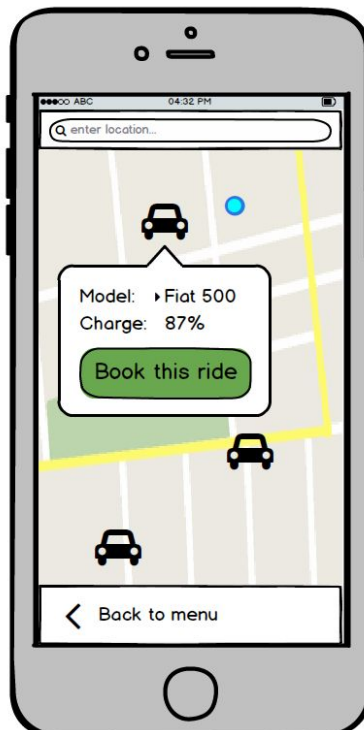 ABC 04:32 PM
enter location...
Model: Fiat 500
Charge: 87%
Book this ride
Back to menu